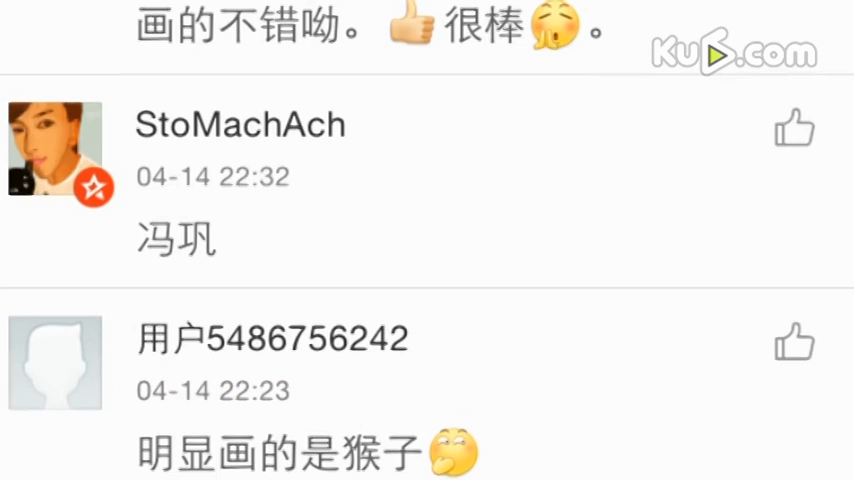 画的不错呦。👍很棒😚。
Ku6.com
StoMachAch
04-14 22:32
冯巩
用户5486756242
04-14 22:23
明显画的是猴子🤭